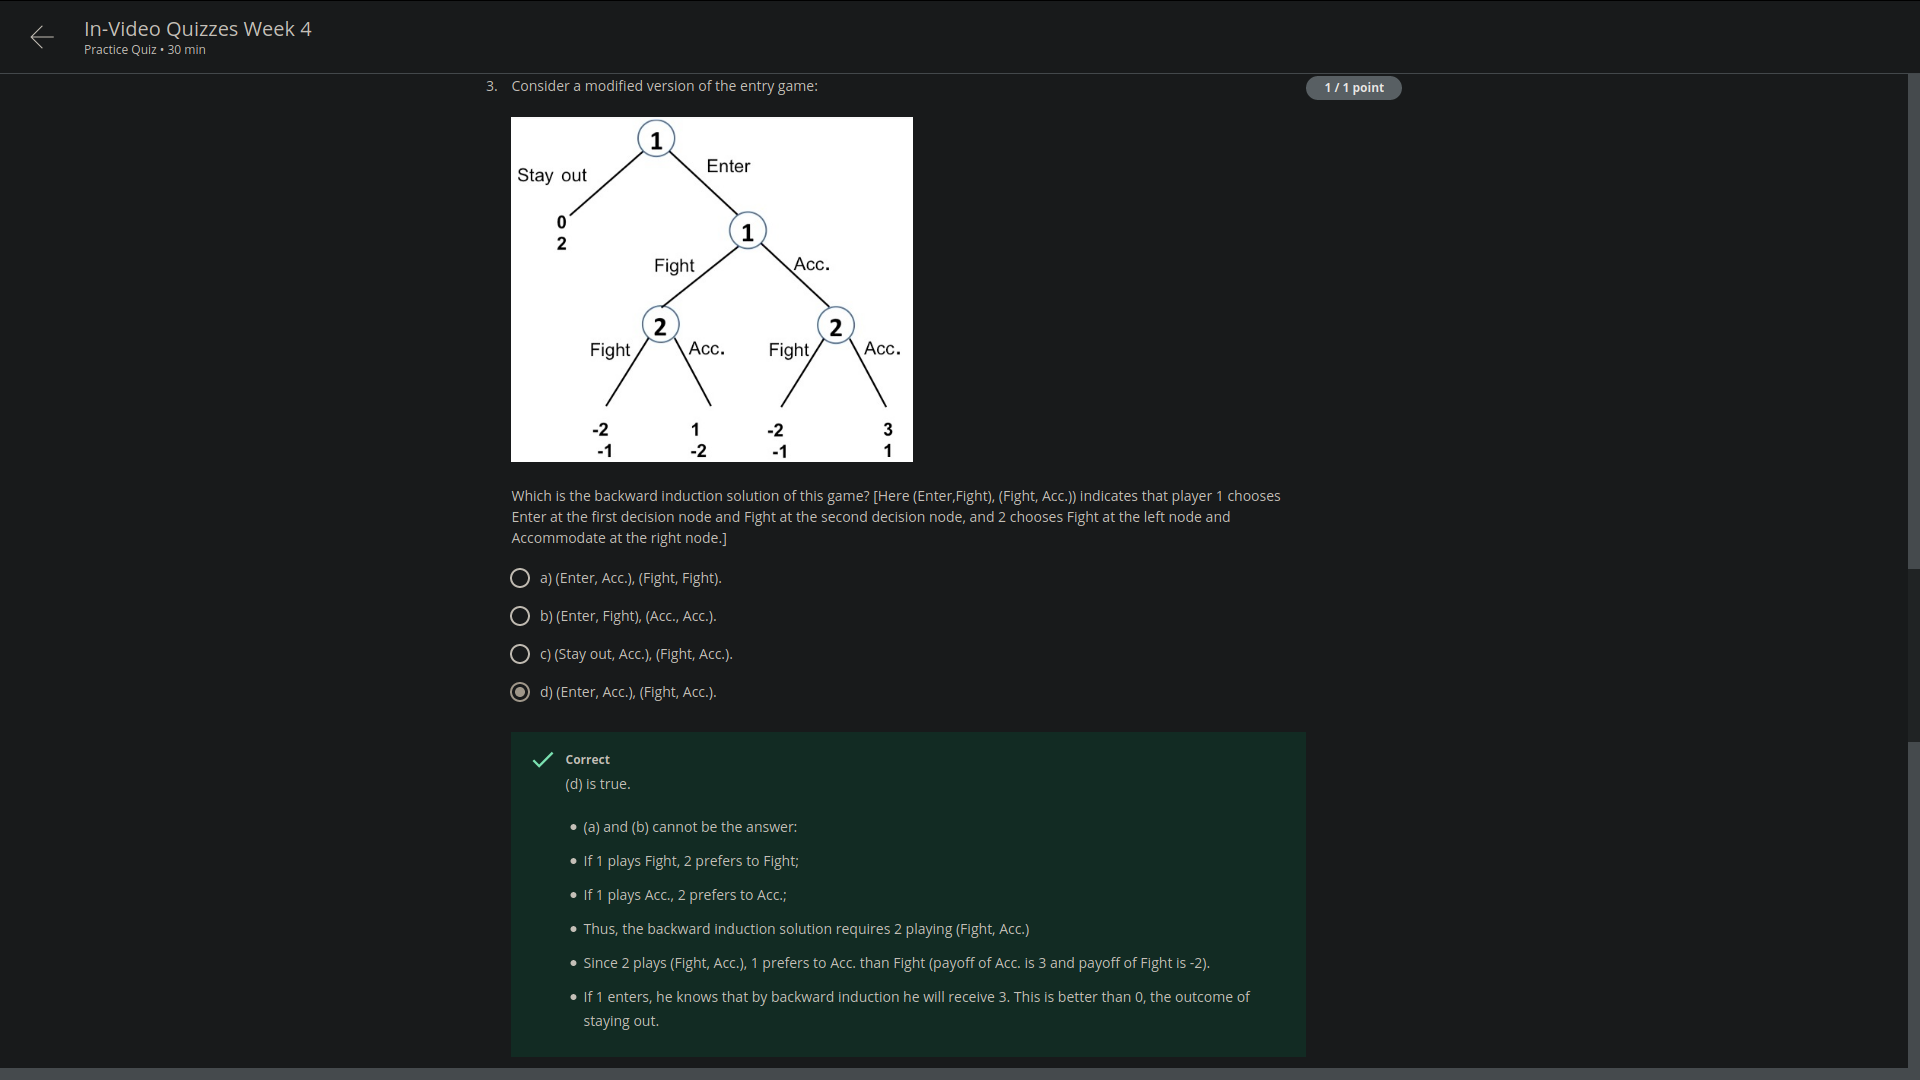 In-Video Quizzes Week 4
Practice Quiz • 30 min
3. Consider a modified version of the entry game:
1 / 1 point
1
Stay out
Enter
0
2
1
Fight
Acc.
2
2
Fight
Acc.
Fight
Acc.
-2
1
-2
3
-1
-2
-1
1
Which is the backward induction solution of this game? [Here (Enter,Fight), (Fight, Acc.)) indicates that player 1 chooses
Enter at the first decision node and Fight at the second decision node, and 2 chooses Fight at the left node and
Accommodate at the right node.]
a) (Enter, Acc.), (Fight, Fight).
b) (Enter, Fight), (Acc., Acc.).
c) (Stay out, Acc.), (Fight, Acc.).
d) (Enter, Acc.), (Fight, Acc.).
Correct
(d) is true.
• (a) and (b) cannot be the answer:
• If 1 plays Fight, 2 prefers to Fight;
• If 1 plays Acc., 2 prefers to Acc.;
• Thus, the backward induction solution requires 2 playing (Fight, Acc.)
• Since 2 plays (Fight, Acc.), 1 prefers to Acc. than Fight (payoff of Acc. is 3 and payoff of Fight is -2).
• If 1 enters, he knows that by backward induction he will receive 3. This is better than 0, the outcome of
staying out.